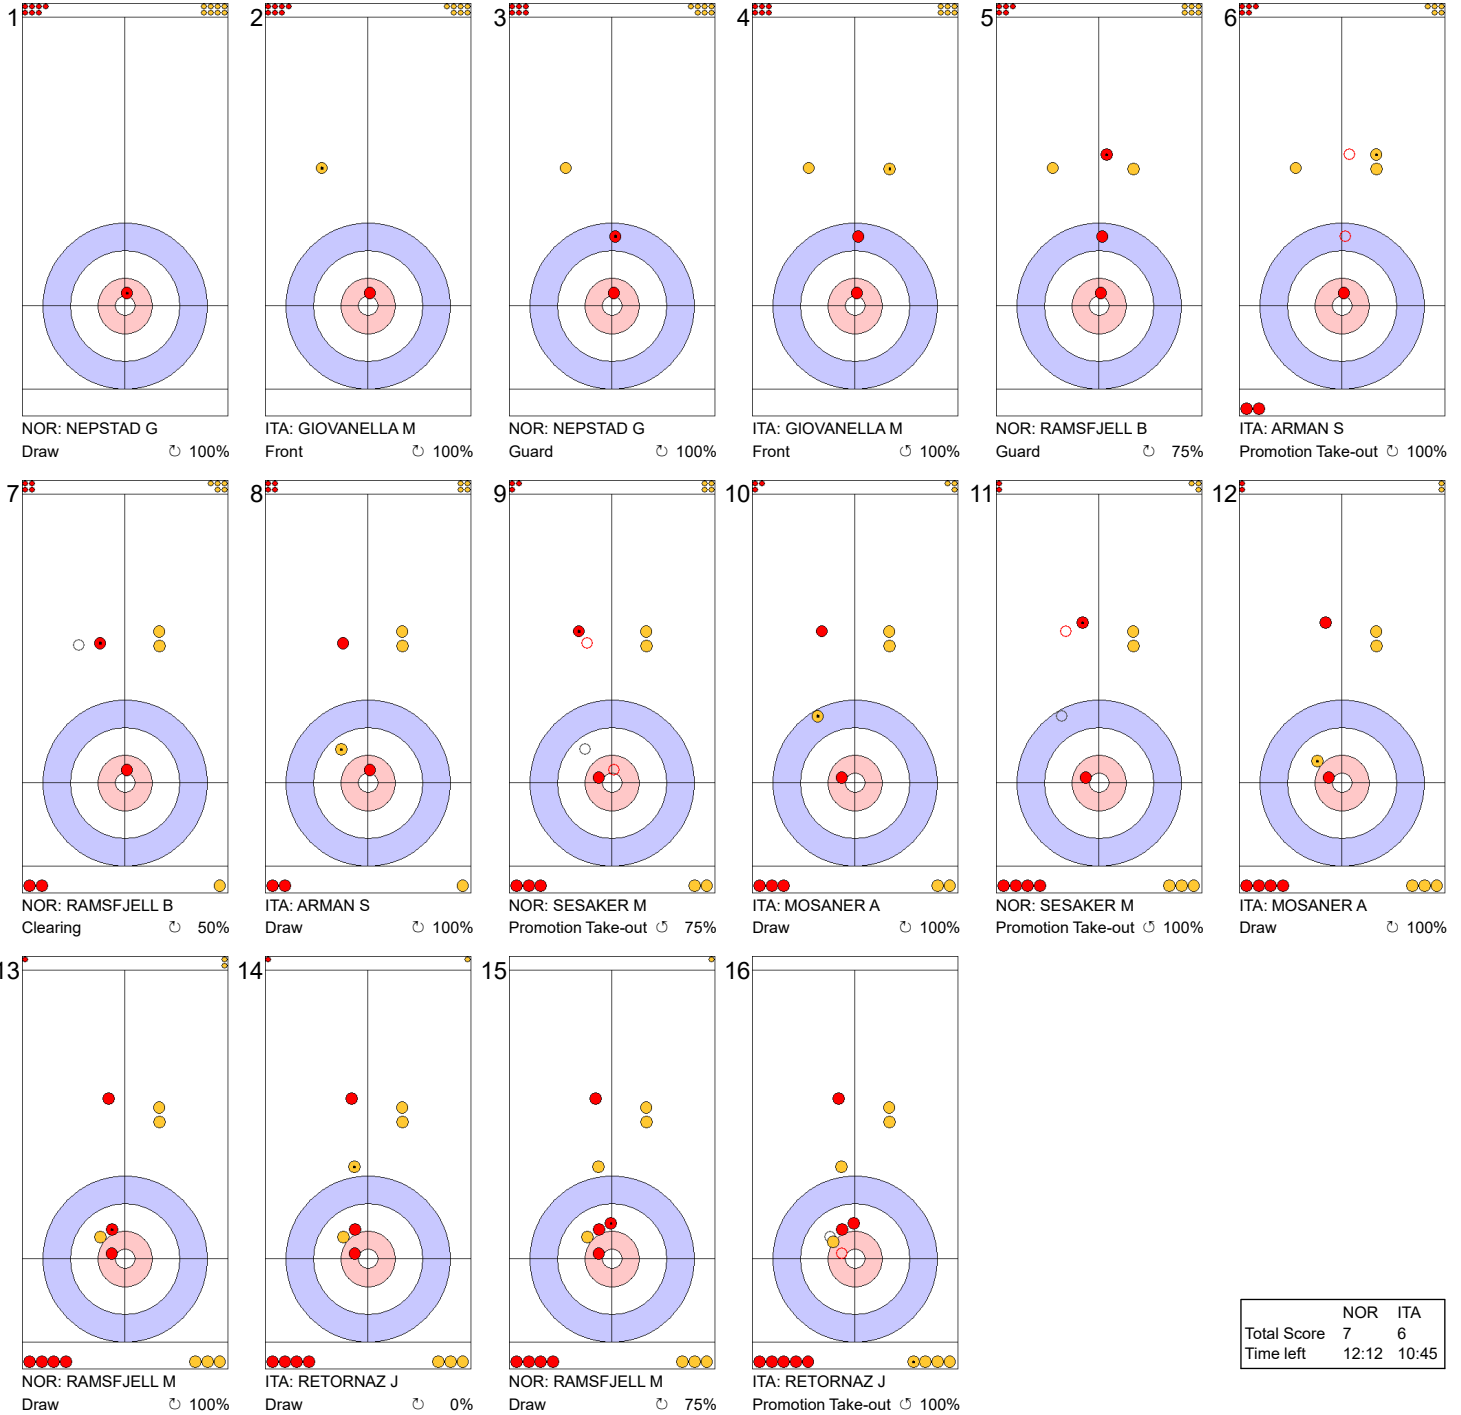 1 2 3 4 5 6
NOR: NEPSTAD G
Draw ↻ 100%
ITA: GIOVANELLA M
Front ↻ 100%
NOR: NEPSTAD G
Guard ↻ 100%
ITA: GIOVANELLA M
Front ↺ 100%
NOR: RAMSFJELL B
Guard ↻ 75%
ITA: ARMAN S
Promotion Take-out ↻ 100%
7 8 9 10 11 12
NOR: RAMSFJELL B
Clearing ↻ 50%
ITA: ARMAN S
Draw ↻ 100%
NOR: SESAKER M
Promotion Take-out ↺ 75%
ITA: MOSANER A
Draw ↻ 100%
NOR: SESAKER M
Promotion Take-out ↺ 100%
ITA: MOSANER A
Draw ↻ 100%
13 14 15 16
NOR: RAMSFJELL M
Draw ↻ 100%
ITA: RETORNAZ J
Draw ↻ 0%
NOR: RAMSFJELL M
Draw ↻ 75%
ITA: RETORNAZ J
Promotion Take-out ↺ 100%
NOR ITA
Total Score 7 6
Time left 12:12 10:45